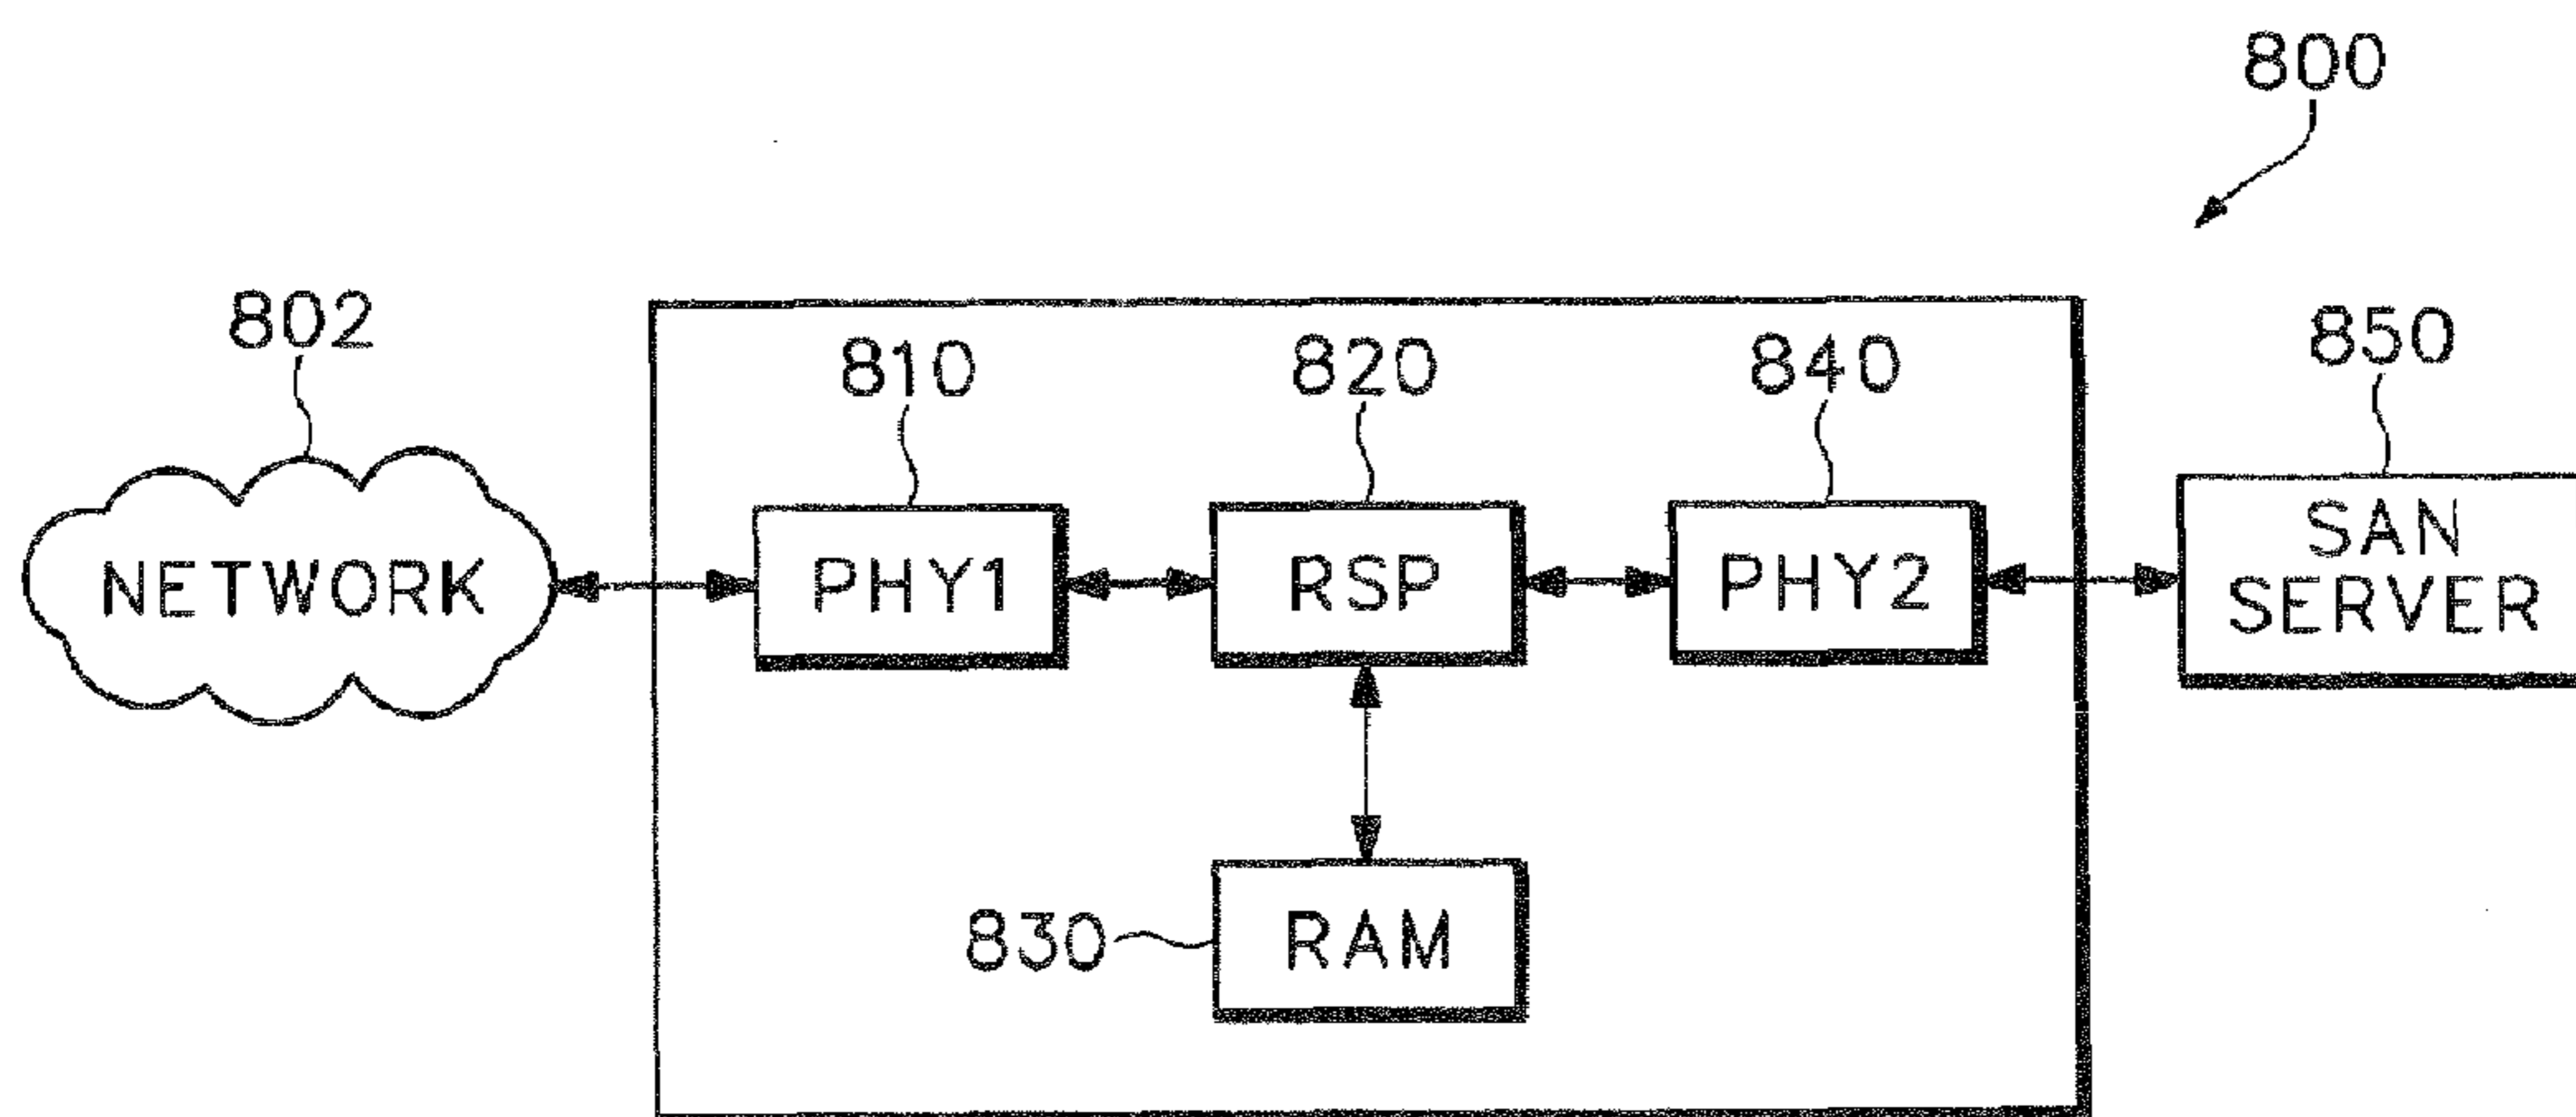 800
802
810
820
840
850
NETWORK
PHY1
RSP
PHY2
SAN
SERVER
830
RAM